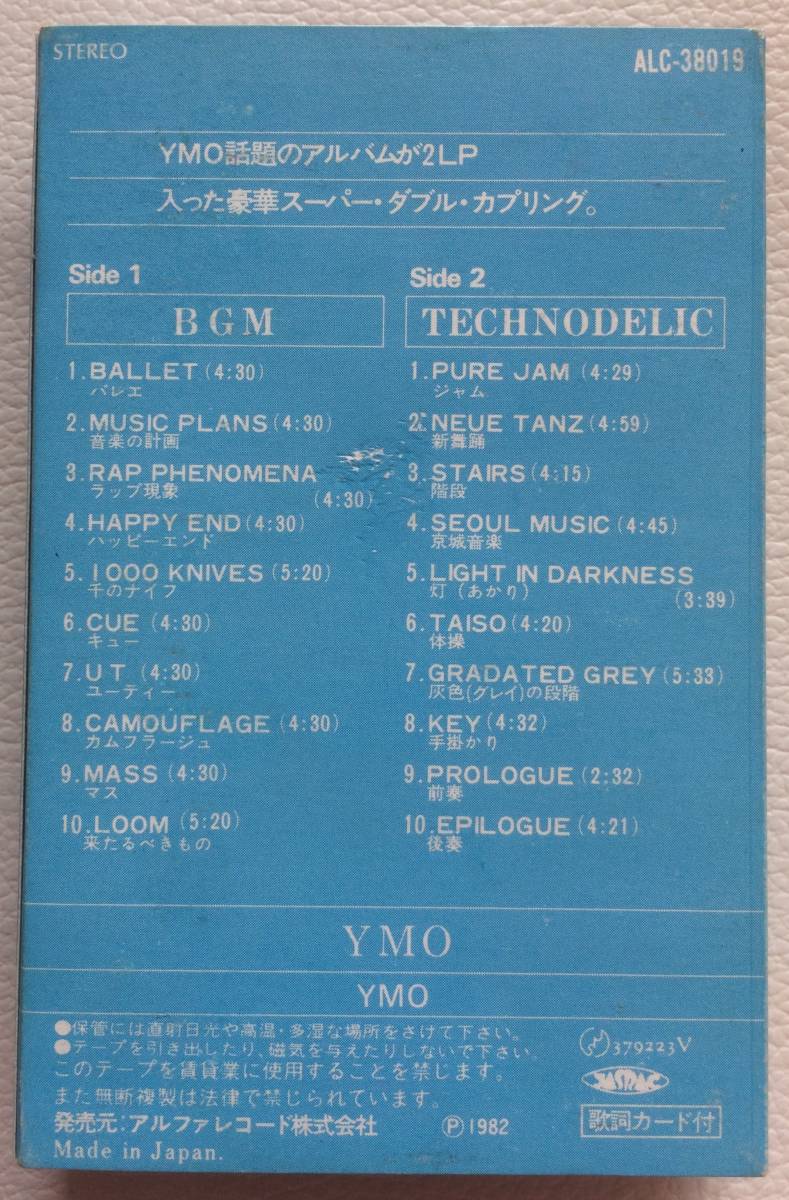 STEREO
ALC-38019
YMO話題のアルバムが2LP
入った豪華スーパー・ダブル・カプリング。
Side 1
BGM
1.BALLET(4:30)
バレエ
2.MUSIC PLANS(4:30)
音楽の計画
3.RAP PHENOMENA
ラップ現象
(4:30)
4.HAPPY END(4:30)
ハッピーエンド
5.1000 KNIVES(5:20)
千のナイフ
6.CUE(4:30)
キュー
7.UT(4:30)
ユーティー
8.CAMOUFLAGE(4:30)
カムフラージュ
9.MASS(4:30)
マス
10.LOOM(5:20)
来たるべきもの
Side 2
TECHNODELIC
1.PURE JAM(4:29)
ジャム
2.NEUE TANZ(4:59)
新舞踊
3.STAIRS(4:15)
階段
4.SEOUL MUSIC(4:45)
京城音楽
5.LIGHT IN DARKNESS
灯(あかり)
(3:39)
6.TAISO(4:20)
体操
7.GRADATED GREY(5:33)
灰色(グレイ)の段階
8.KEY(4:32)
手掛かり
9.PROLOGUE(2:32)
前奏
10.EPILOGUE(4:21)
後奏
YMO
YMO
●保管には直射日光や高温・多湿な場所をさけて下さい。
●テープを引き出したり、磁気を与えたりしないで下さい。
このテープを賃貸業に使用することを禁じます。
また無断複製は法律で禁じられています。
発売元:アルファレコード株式会社
Ⓟ1982
Made in Japan.
379223V
JASRAC
歌詞カード付